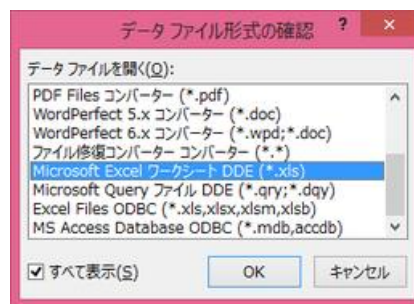 データ ファイル形式の確認 ? ×
データ ファイルを開く(O):
PDF Files コンバーター (*.pdf)
WordPerfect 5.x コンバーター (*.doc)
WordPerfect 6.x コンバーター (*.wpd;*.doc)
ファイル修復コンバーター コンバーター (*.*)
Microsoft Excel ワークシート DDE (*.xls)
Microsoft Query ファイル DDE (*.qry;*.dqy)
Excel Files ODBC (*.xls,xlsx,xlsm,xlsb)
MS Access Database ODBC (*.mdb,accdb)
すべて表示(S) OK キャンセル